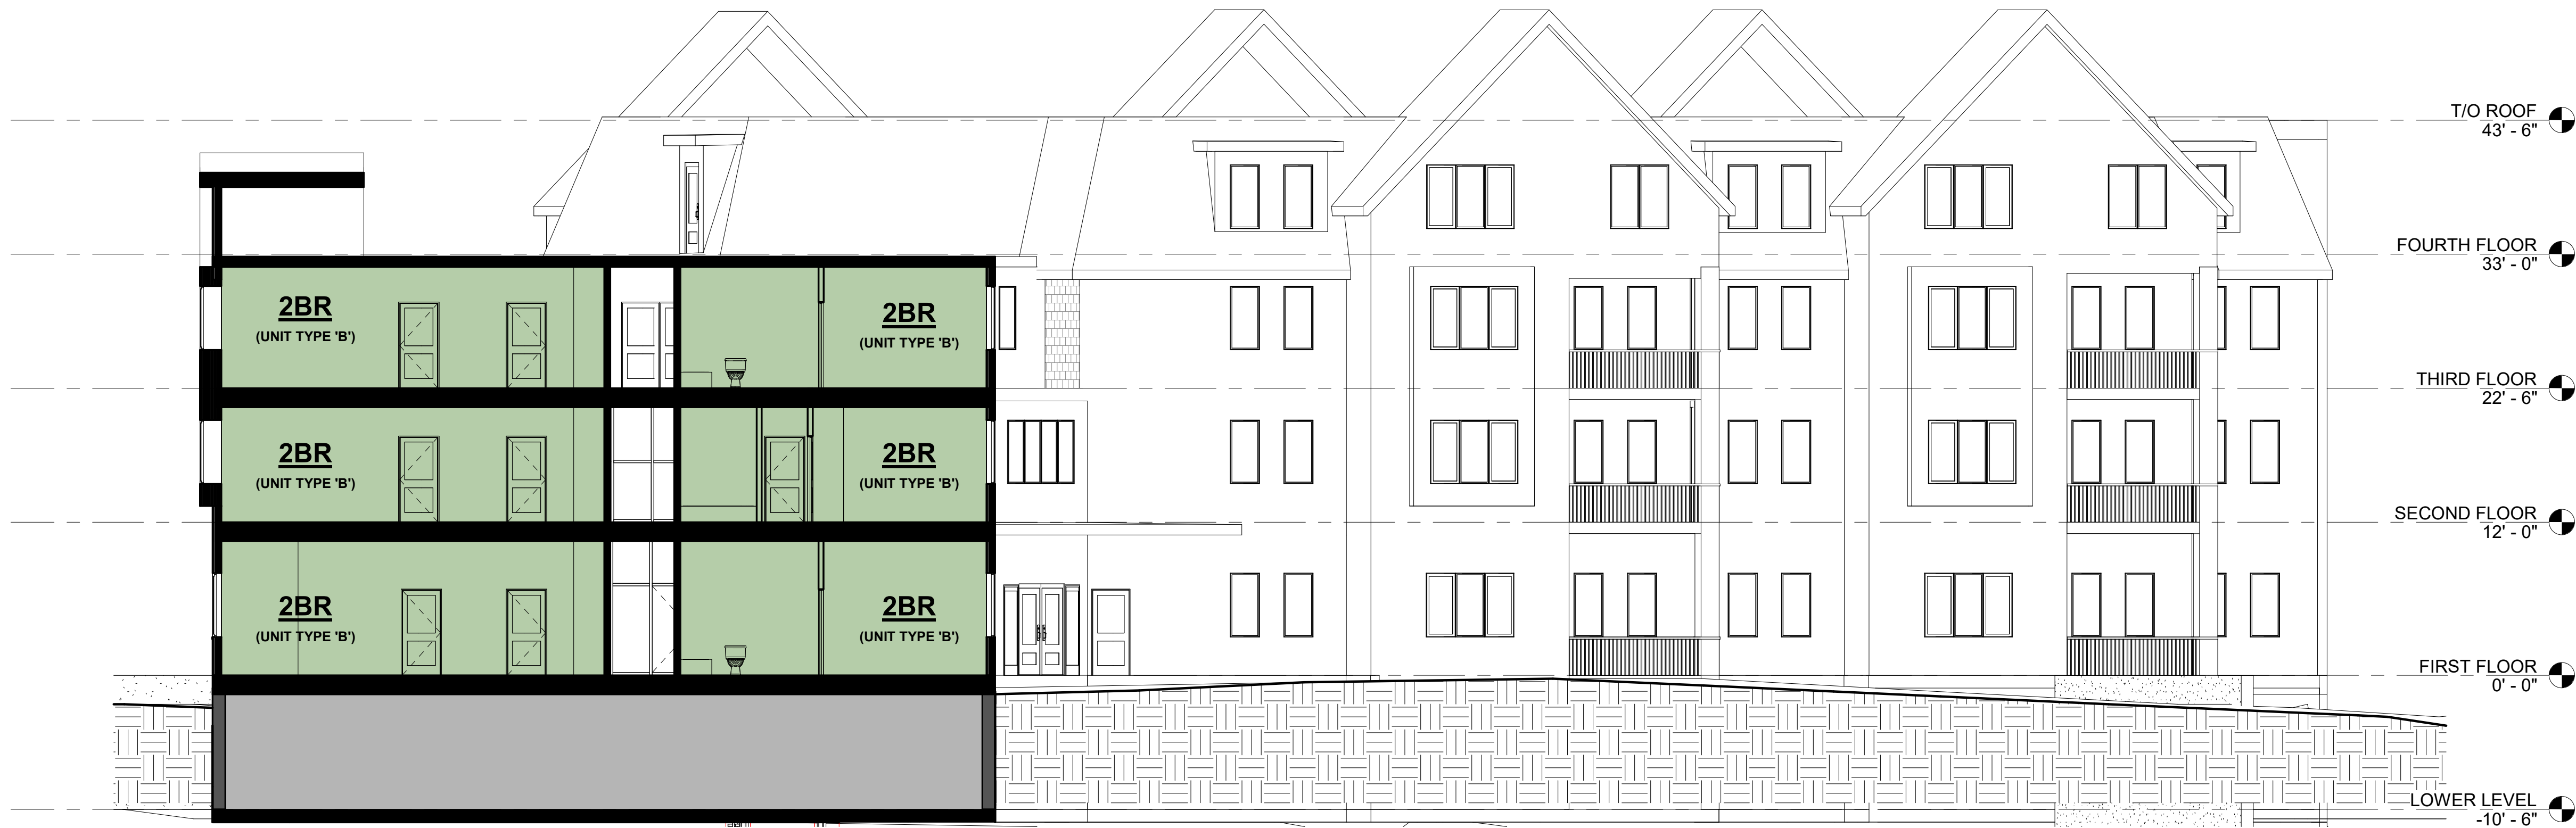 T/O ROOF
43' - 6"
FOURTH FLOOR
33' - 0"
2BR
(UNIT TYPE 'B')
2BR
(UNIT TYPE 'B')
THIRD FLOOR
22' - 6"
2BR
(UNIT TYPE 'B')
2BR
(UNIT TYPE 'B')
SECOND FLOOR
12' - 0"
2BR
(UNIT TYPE 'B')
2BR
(UNIT TYPE 'B')
FIRST FLOOR
0' - 0"
LOWER LEVEL
-10' - 6"